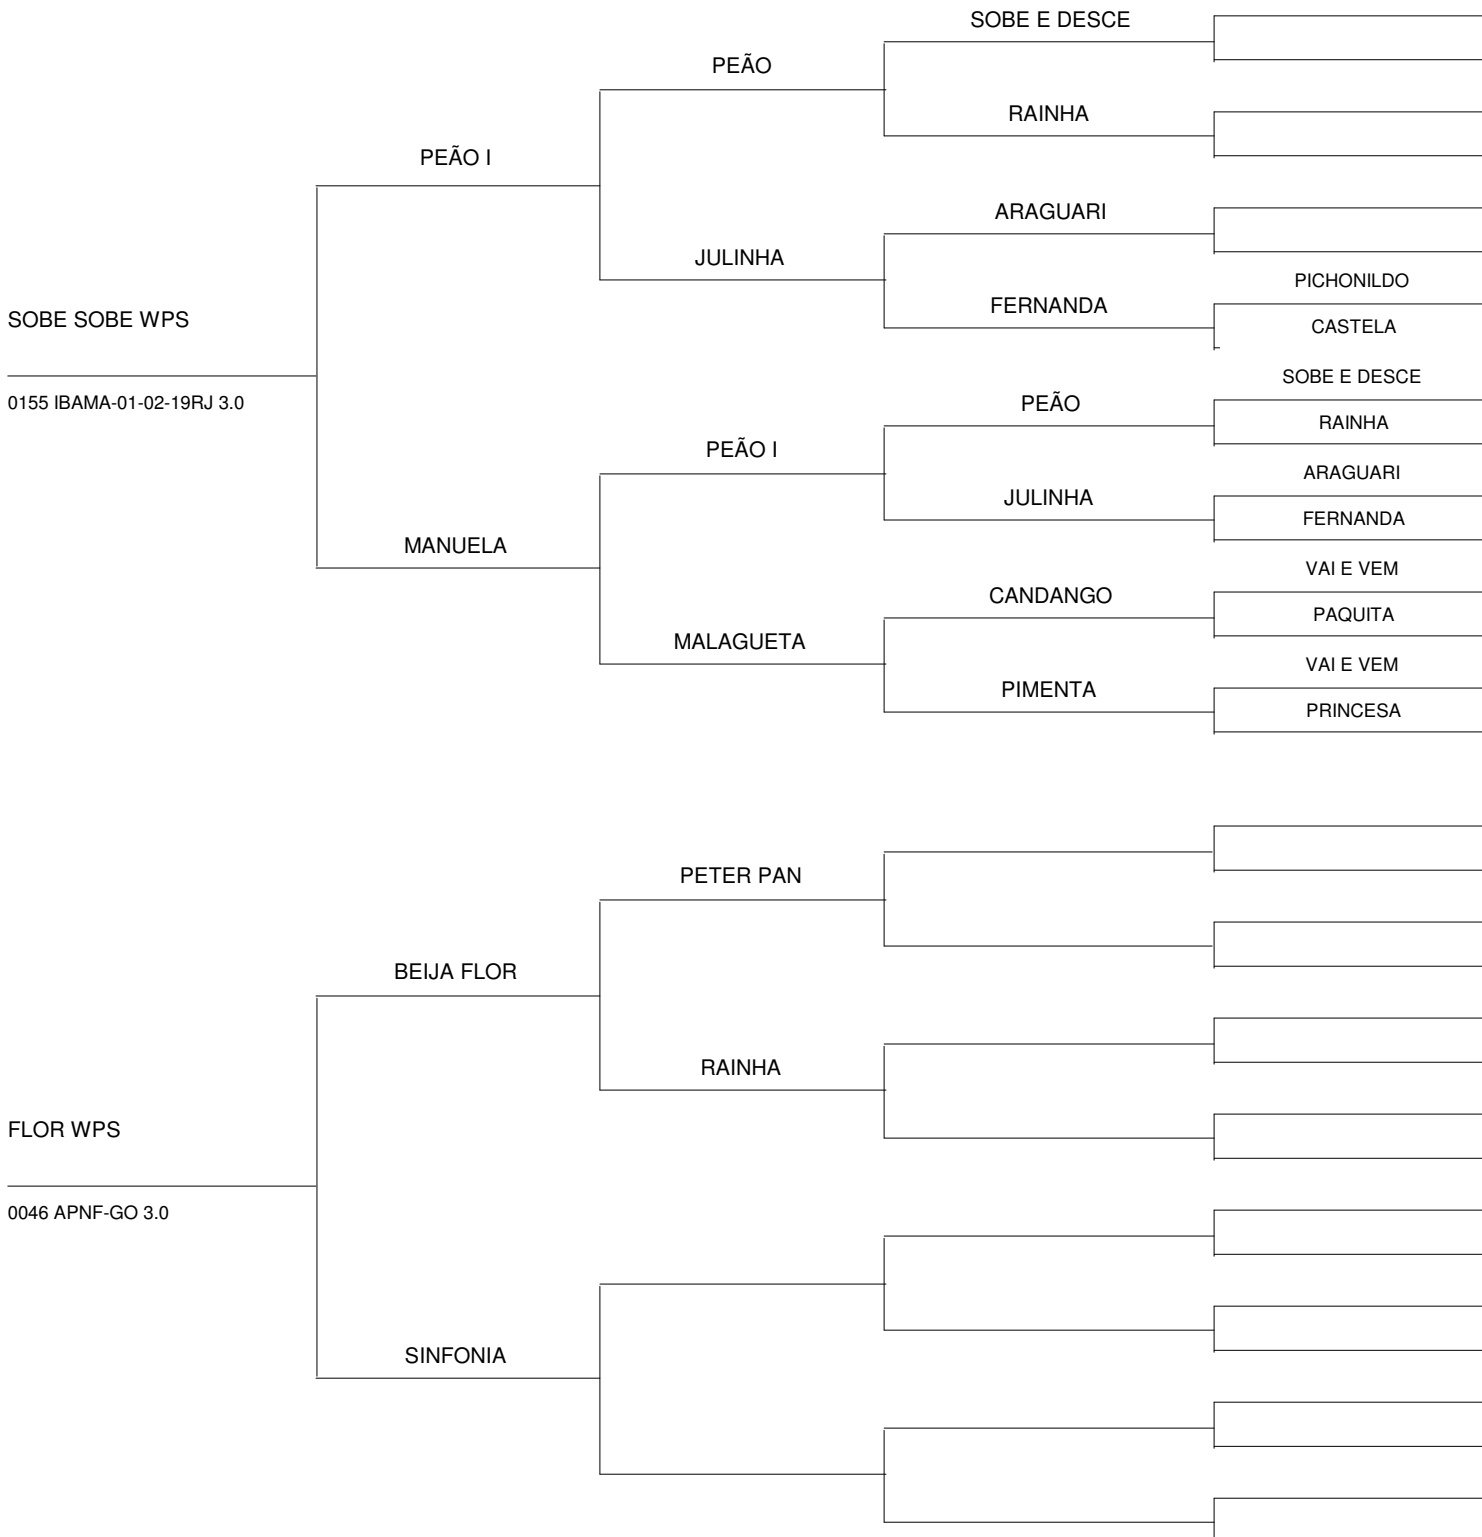 SOBE E DESCE
PEÃO
RAINHA
PEÃO I
ARAGUARI
JULINHA
PICHONILDO
FERNANDA
SOBE SOBE WPS
CASTELA
SOBE E DESCE
0155 IBAMA-01-02-19RJ 3.0
PEÃO
RAINHA
PEÃO I
ARAGUARI
JULINHA
FERNANDA
MANUELA
VAI E VEM
CANDANGO
PAQUITA
MALAGUETA
VAI E VEM
PIMENTA
PRINCESA
PETER PAN
BEIJA FLOR
RAINHA
FLOR WPS
0046 APNF-GO 3.0
SINFONIA